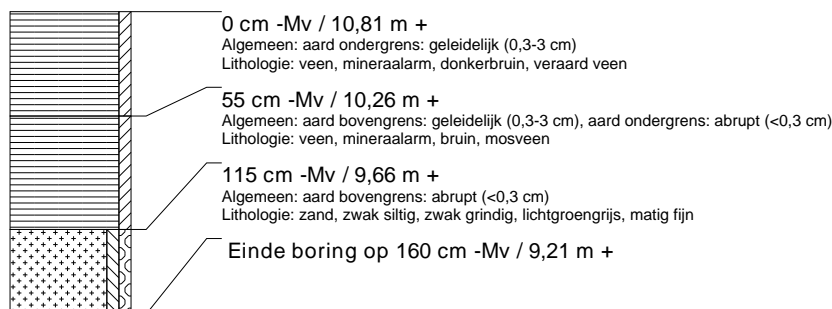 0 cm -Mv / 10,81 m +
Algemeen: aard ondergrens: geleidelijk (0,3-3 cm)
Lithologie: veen, mineraalarm, donkerbruin, veraard veen
55 cm -Mv / 10,26 m +
Algemeen: aard bovengrens: geleidelijk (0,3-3 cm), aard ondergrens: abrupt (<0,3 cm)
Lithologie: veen, mineraalarm, bruin, mosveen
115 cm -Mv / 9,66 m +
Algemeen: aard bovengrens: abrupt (<0,3 cm)
Lithologie: zand, zwak siltig, zwak grindig, lichtgroengrijs, matig fijn
Einde boring op 160 cm -Mv / 9,21 m +